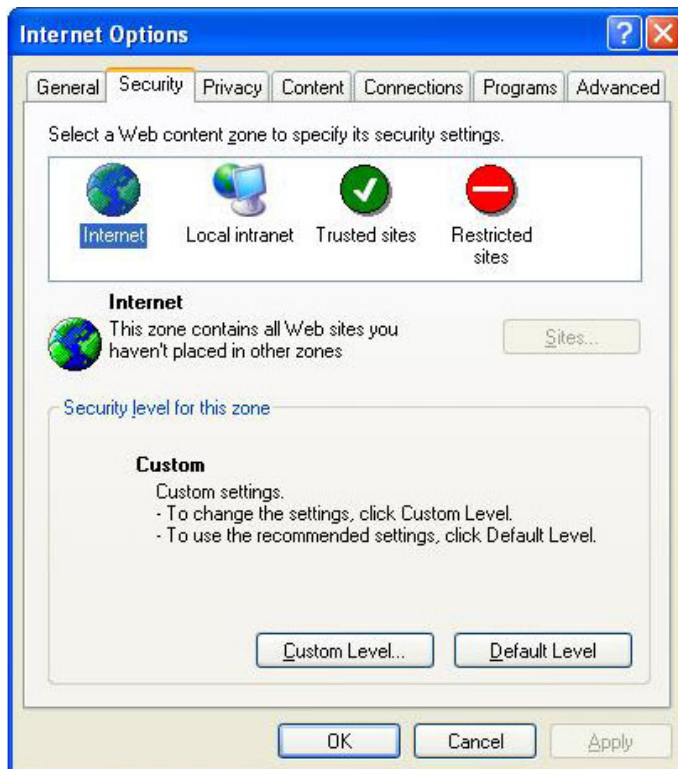 Internet Options
General Security Privacy Content Connections Programs Advanced
Select a Web content zone to specify its security settings.
Internet Local intranet Trusted sites Restricted
sites
Internet
This zone contains all Web sites you
haven't placed in other zones
Sites...
Security level for this zone
Custom
Custom settings.
- To change the settings, click Custom Level.
- To use the recommended settings, click Default Level.
Custom Level... Default Level
OK Cancel Apply